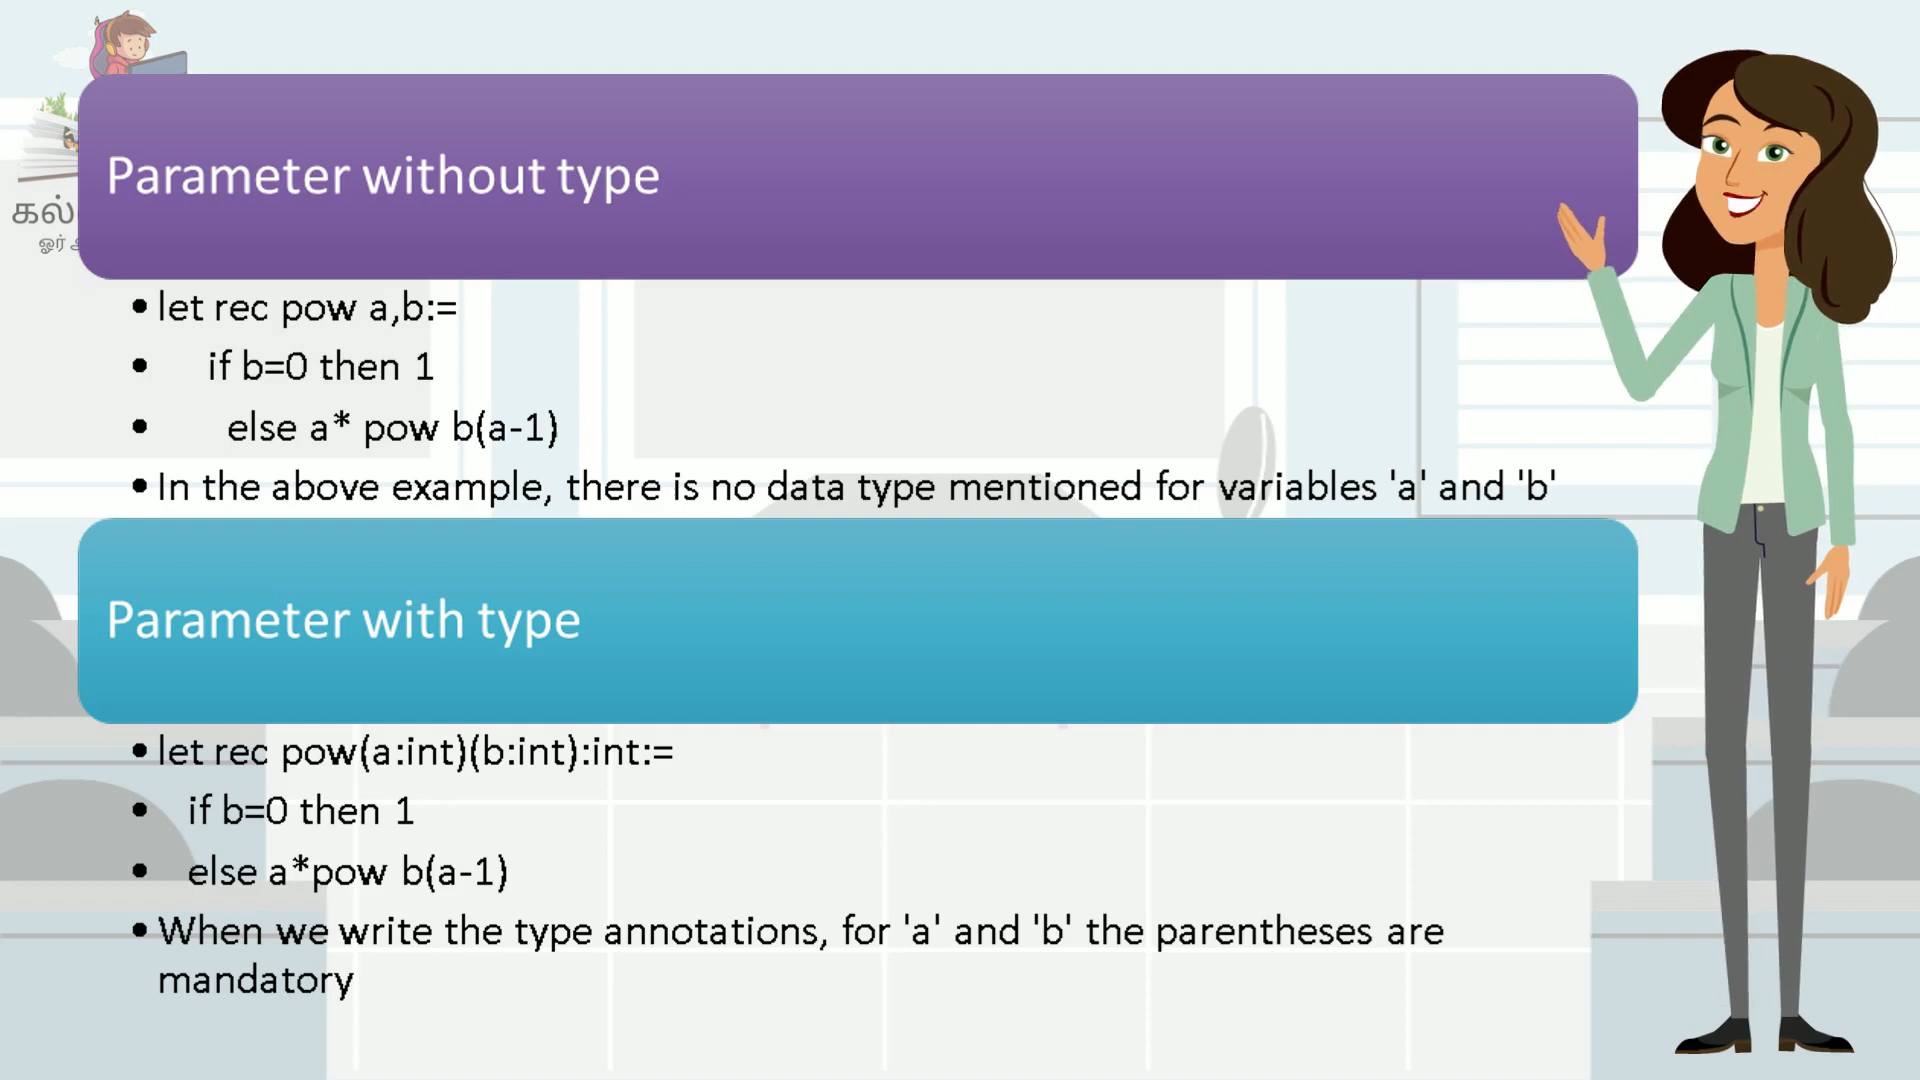 Parameter without type
கல்
ஓர்
• let rec pow a,b:=
• if b=0 then 1
• else a* pow b(a-1)
• In the above example, there is no data type mentioned for variables 'a' and 'b'
Parameter with type
• let rec pow(a:int)(b:int):int:=
• if b=0 then 1
• else a*pow b(a-1)
• When we write the type annotations, for 'a' and 'b' the parentheses are
mandatory